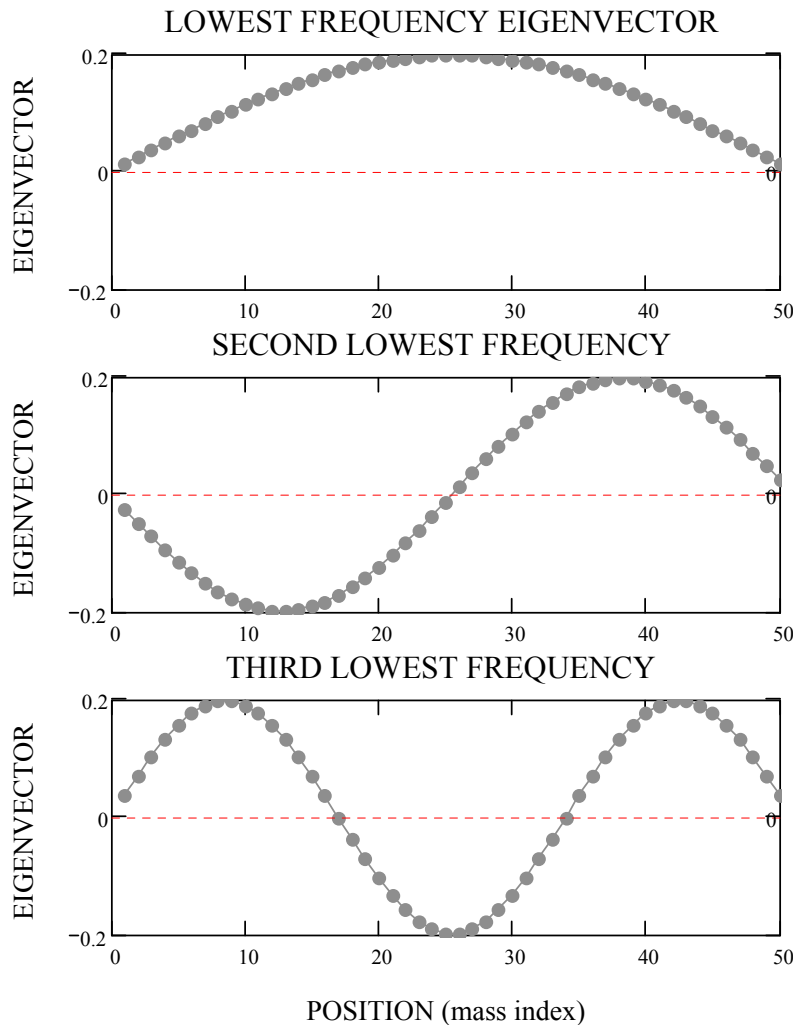 LOWEST FREQUENCY EIGENVECTOR
EIGENVECTOR
0.2
0
−0.2
0
0 10 20 30 40 50
SECOND LOWEST FREQUENCY
EIGENVECTOR
0.2
0
−0.2
0
0 10 20 30 40 50
THIRD LOWEST FREQUENCY
EIGENVECTOR
0.2
0
−0.2
0
0 10 20 30 40 50
POSITION (mass index)